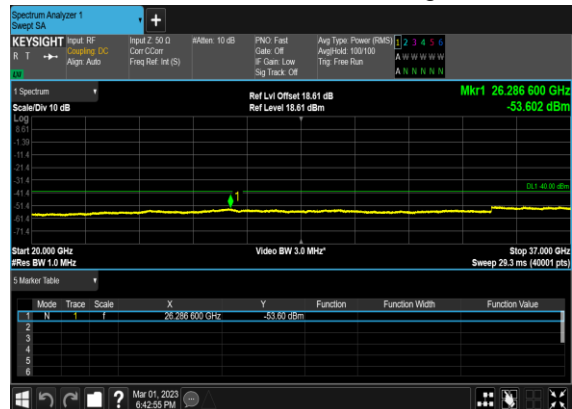 Spectrum Analyzer 1
Swept SA
+
KEYSIGHT Input: RF Input Z: 50 Ω #Atten: 10 dB PNO: Fast Avg Type: Power (RMS) 1 2 3 4 5 6
R T Coupling: DC Corr CCorr Gate: Off Avg|Hold: 100/100 A W W W W W
Align: Auto Freq Ref: Int (S) IF Gain: Low Trig: Free Run
LW Sig Track: Off A N N N N N
1 Spectrum Ref Lvl Offset 18.61 dB Mkr1 26.286 600 GHz
Scale/Div 10 dB Ref Level 18.61 dBm -53.602 dBm
Log
8.61
-1.39
-11.4
-21.4
-31.4
DL1 -40.00 dBm
-41.4
1
-51.4
-61.4
-71.4
Start 20.000 GHz Video BW 3.0 MHz* Stop 37.000 GHz
#Res BW 1.0 MHz Sweep 29.3 ms (40001 pts)
5 Marker Table
Mode Trace Scale X Y Function Function Width Function Value
1 N 1 f 26.286 600 GHz -53.60 dBm
2
3
4
5
6
? Mar 01, 2023
6:42:55 PM